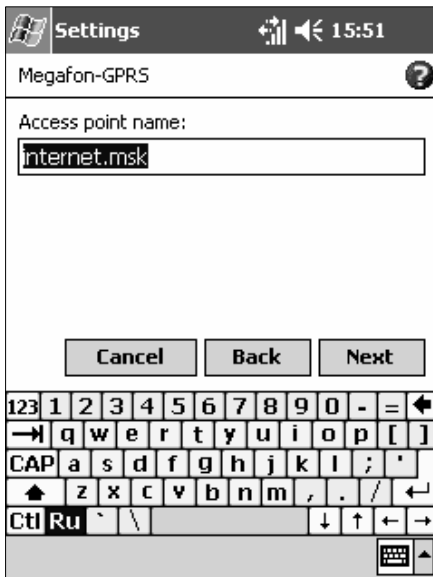 Settings 15:51
Megafon-GPRS
Access point name:
internet.msk
Cancel Back Next
123 1 2 3 4 5 6 7 8 9 0 - =
q w e r t y u i o p [ ]
CAP a s d f g h j k l ; '
z x c v b n m , . /
Ctl Ru ` \